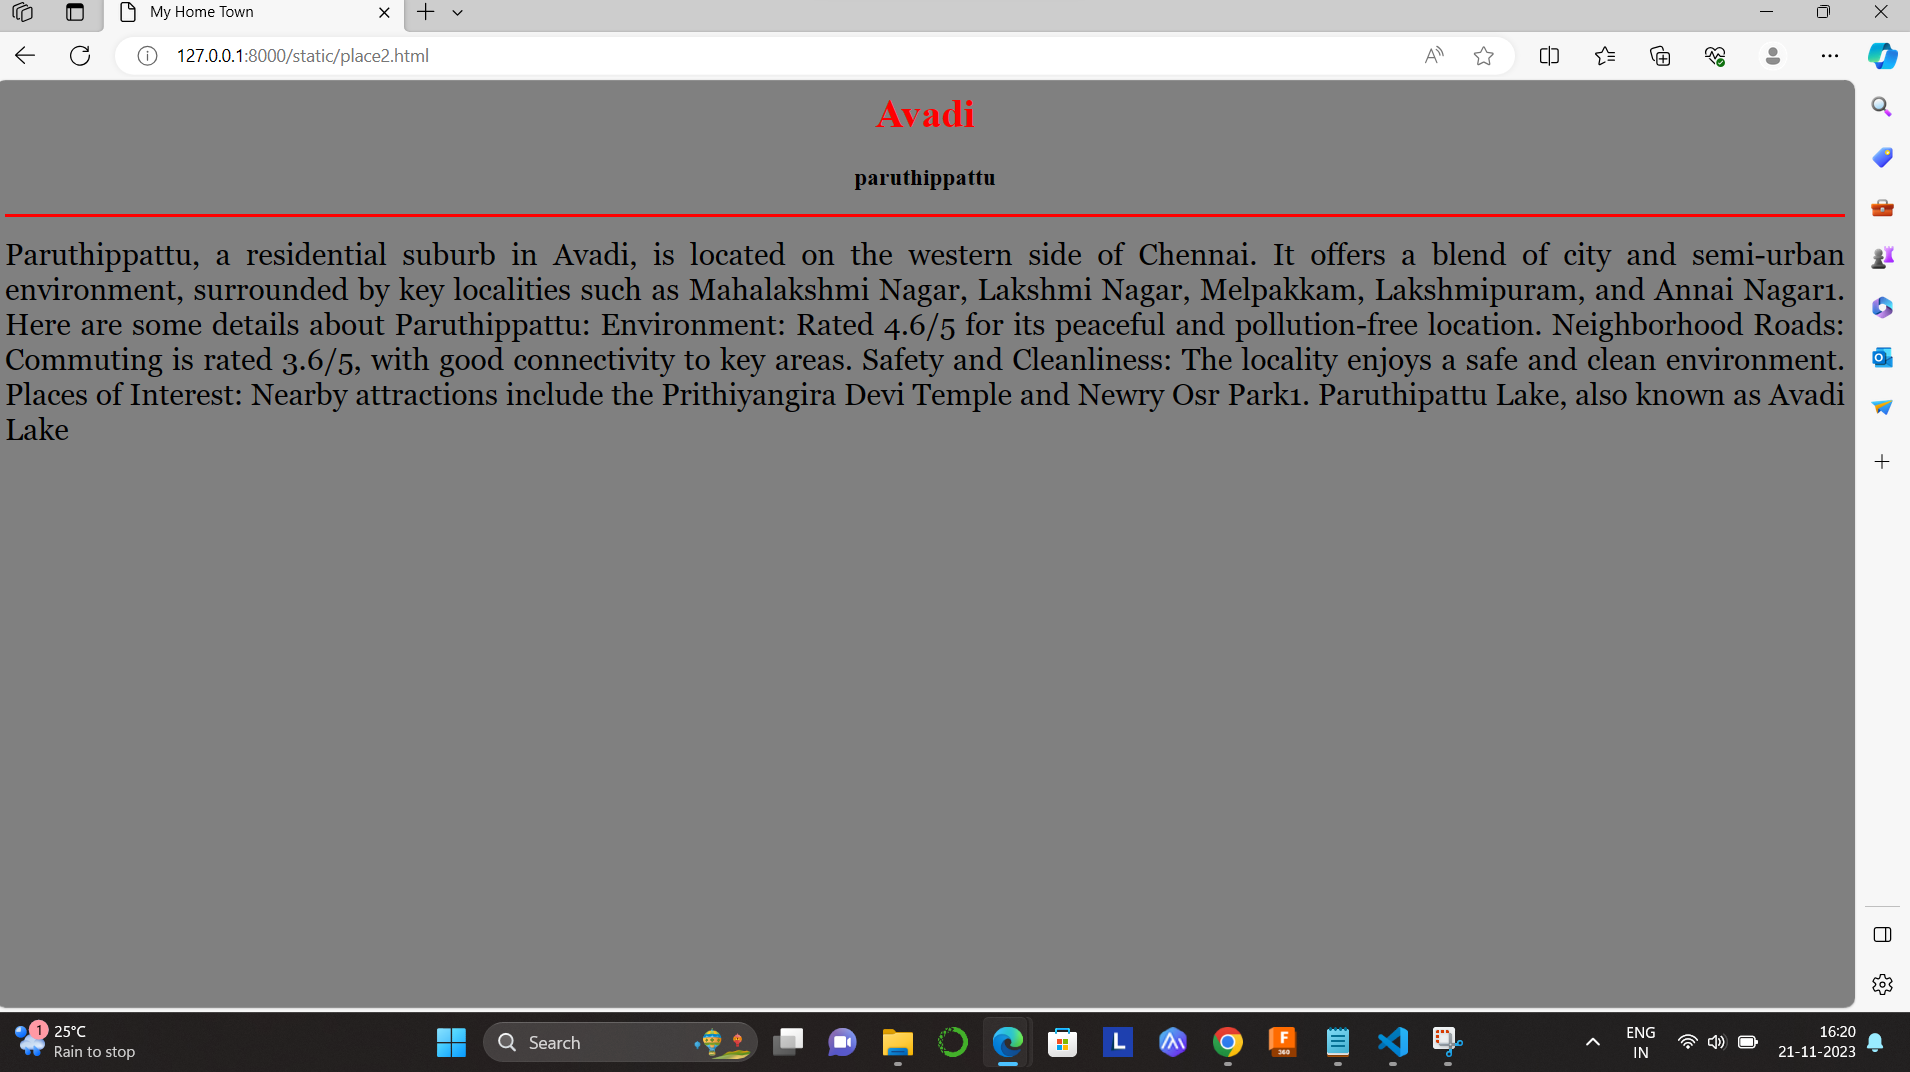 My Home Town
127.0.0.1:8000/static/place2.html
Avadi
paruthippattu
Paruthippattu, a residential suburb in Avadi, is located on the western side of Chennai. It offers a blend of city and semi-urban
environment, surrounded by key localities such as Mahalakshmi Nagar, Lakshmi Nagar, Melpakkam, Lakshmipuram, and Annai Nagar1.
Here are some details about Paruthippattu: Environment: Rated 4.6/5 for its peaceful and pollution-free location. Neighborhood Roads:
Commuting is rated 3.6/5, with good connectivity to key areas. Safety and Cleanliness: The locality enjoys a safe and clean environment.
Places of Interest: Nearby attractions include the Prithiyangira Devi Temple and Newry Osr Park1. Paruthipattu Lake, also known as Avadi
Lake
1
25°C
Rain to stop
Search
L
F
360
ENG
IN
16:20
21-11-2023